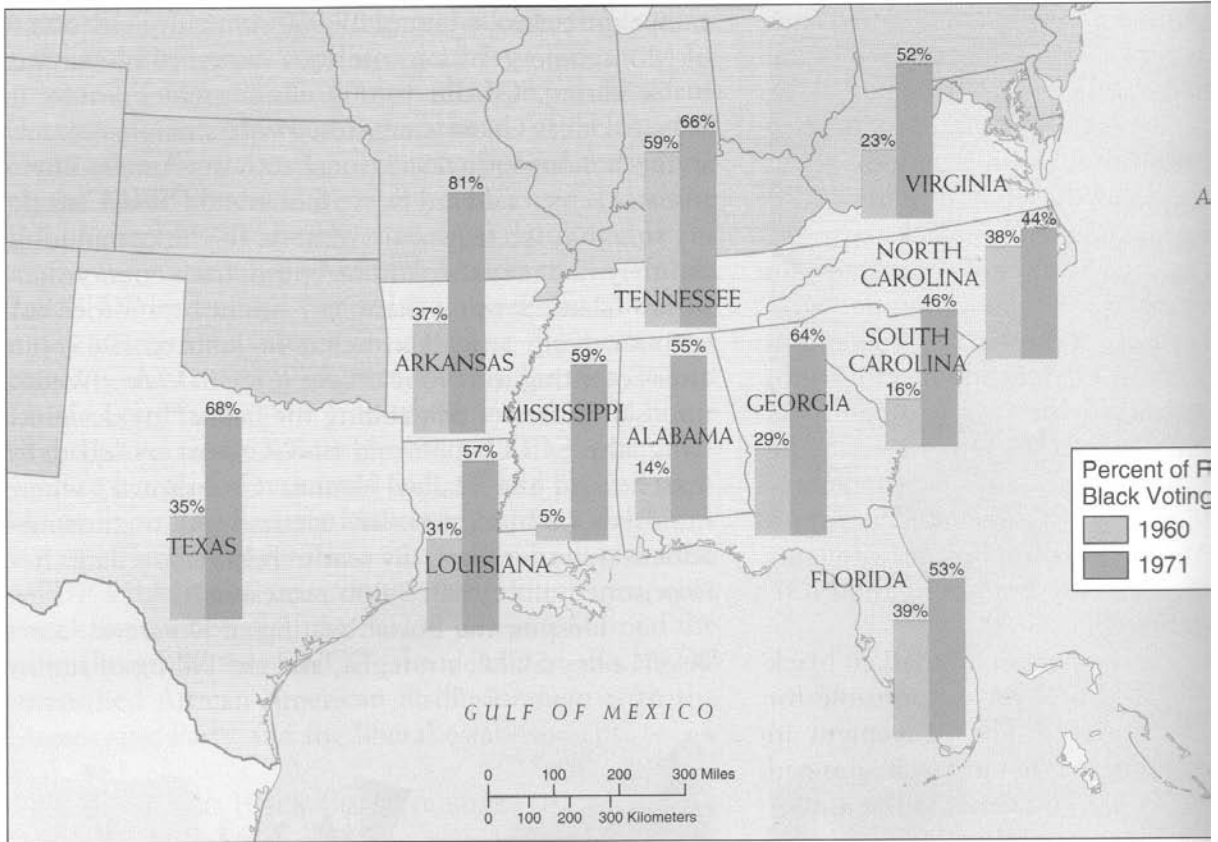 52%
23%
VIRGINIA
A
59%
66%
TENNESSEE
81%
37%
ARKANSAS
38%
44%
NORTH
CAROLINA
46%
SOUTH
CAROLINA
16%
59%
MISSISSIPPI
5%
55%
ALABAMA
14%
64%
GEORGIA
29%
68%
35%
TEXAS
57%
31%
LOUISIANA
FLORIDA
53%
39%
Percent of
Black Voting
1960
1971
GULF OF MEXICO
0 100 200 300 Miles
0 100 200 300 Kilometers